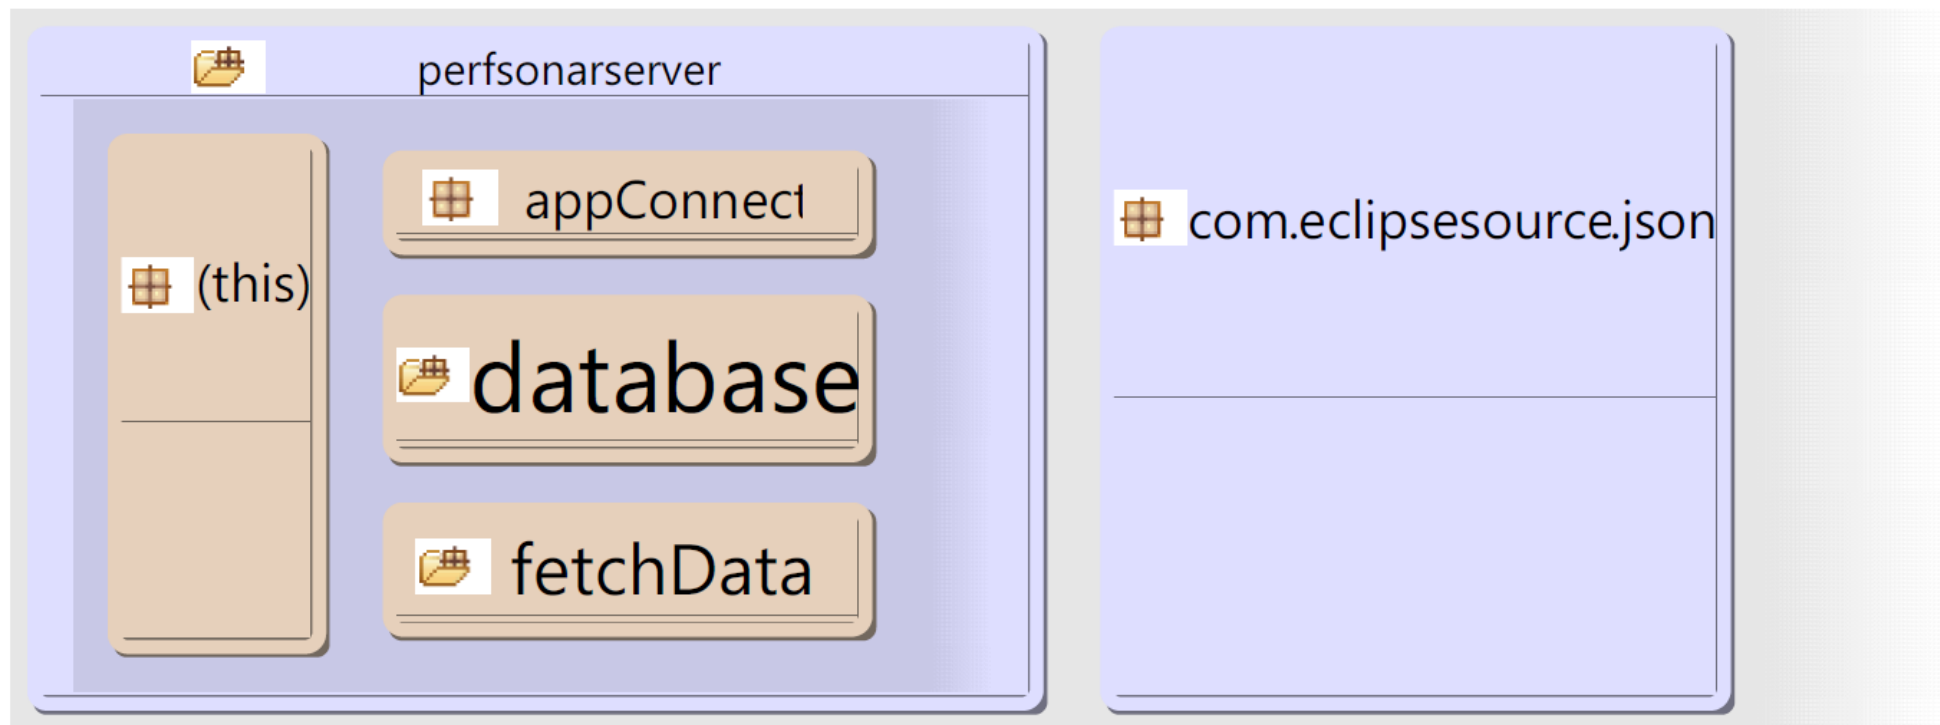 perfsonarserver
(this)
appConnect
database
fetchData
com.eclipsesource.json